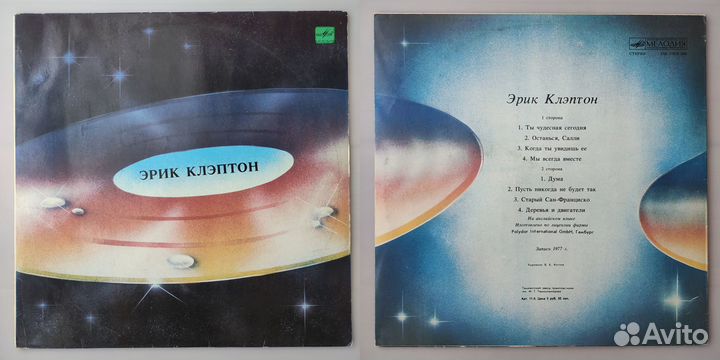 ЭРИК КЛЭПТОН
МЕЛОДИЯ
СТЕРЕО
Эрик Клэптон
1 сторона
1. Ты чудесная сегодня
2. Останься, Салли
3. Когда ты увидишь ее
4. Мы всегда вместе
2 сторона
1. Дума
2. Пусть никогда не будет так
3. Старый Сан-Франциско
4. Деревья и двигатели
На английском языке
Изготовлено по лицензии фирмы
Polydor International GmbH, Гамбург
Запись 1977 г.
Avito